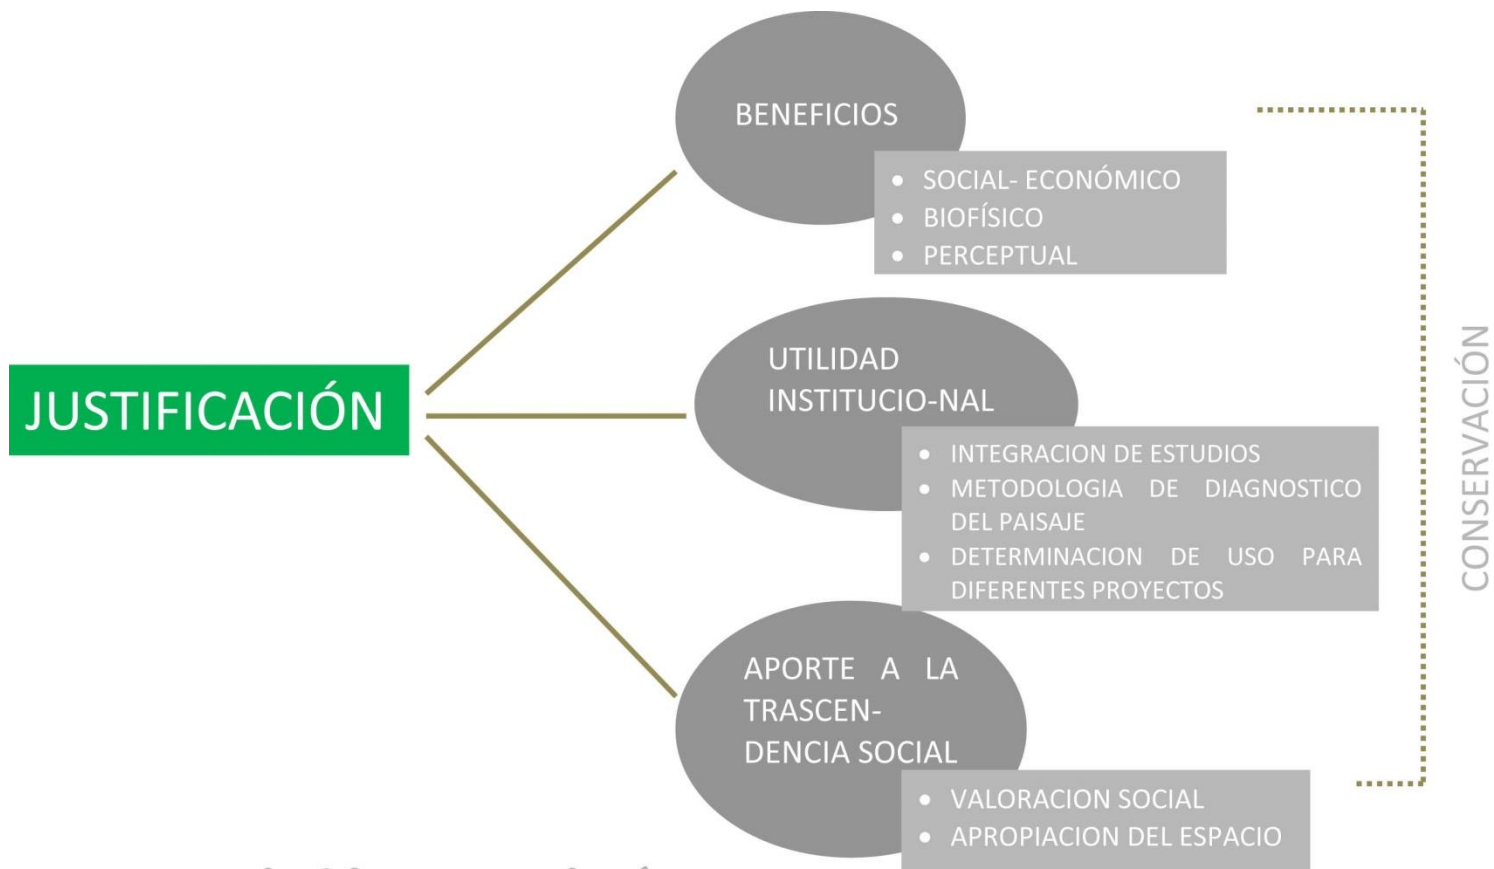 BENEFICIOS
• SOCIAL- ECONÓMICO
• BIOFÍSICO
• PERCEPTUAL
JUSTIFICACIÓN
UTILIDAD
INSTITUCIO-NAL
• INTEGRACION DE ESTUDIOS
• METODOLOGIA DE DIAGNOSTICO
DEL PAISAJE
• DETERMINACION DE USO PARA
DIFERENTES PROYECTOS
APORTE A LA
TRASCEN-
DENCIA SOCIAL
• VALORACION SOCIAL
• APROPIACION DEL ESPACIO
CONSERVACIÓN